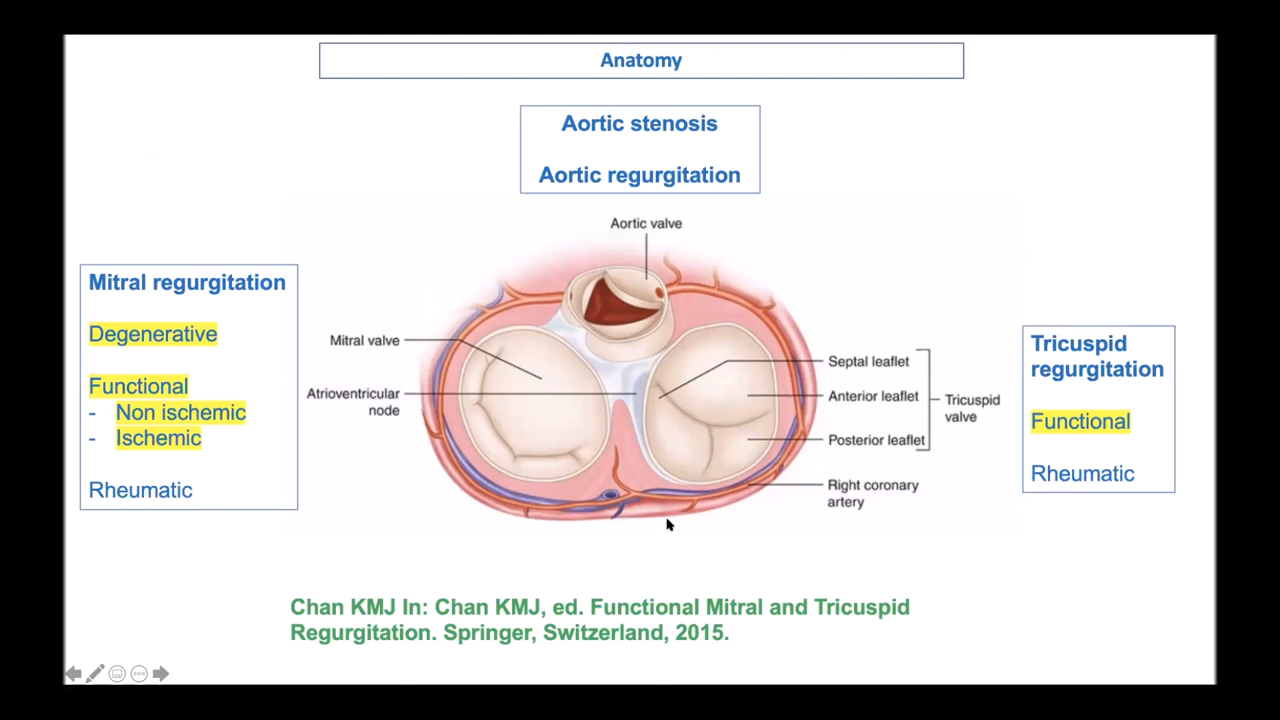 Anatomy
Aortic stenosis
Aortic regurgitation
Aortic valve
Mitral regurgitation
Degenerative
Functional
- Non ischemic
- Ischemic
Rheumatic
Mitral valve
Atrioventricular
node
Septal leaflet
Anterior leaflet
Posterior leaflet
Tricuspid
valve
Right coronary
artery
Tricuspid
regurgitation
Functional
Rheumatic
Chan KMJ In: Chan KMJ, ed. Functional Mitral and Tricuspid
Regurgitation. Springer, Switzerland, 2015.